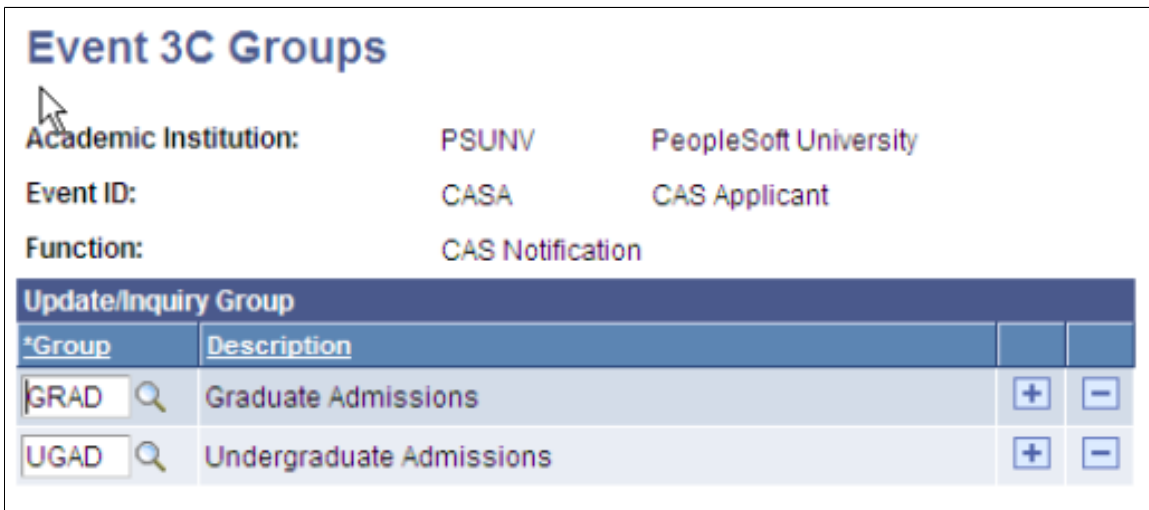 Event 3C Groups
Academic Institution: PSUNV PeopleSoft University
Event ID: CASA CAS Applicant
Function: CAS Notification
Update/Inquiry Group
*Group Description
GRAD Graduate Admissions
UGAD Undergraduate Admissions